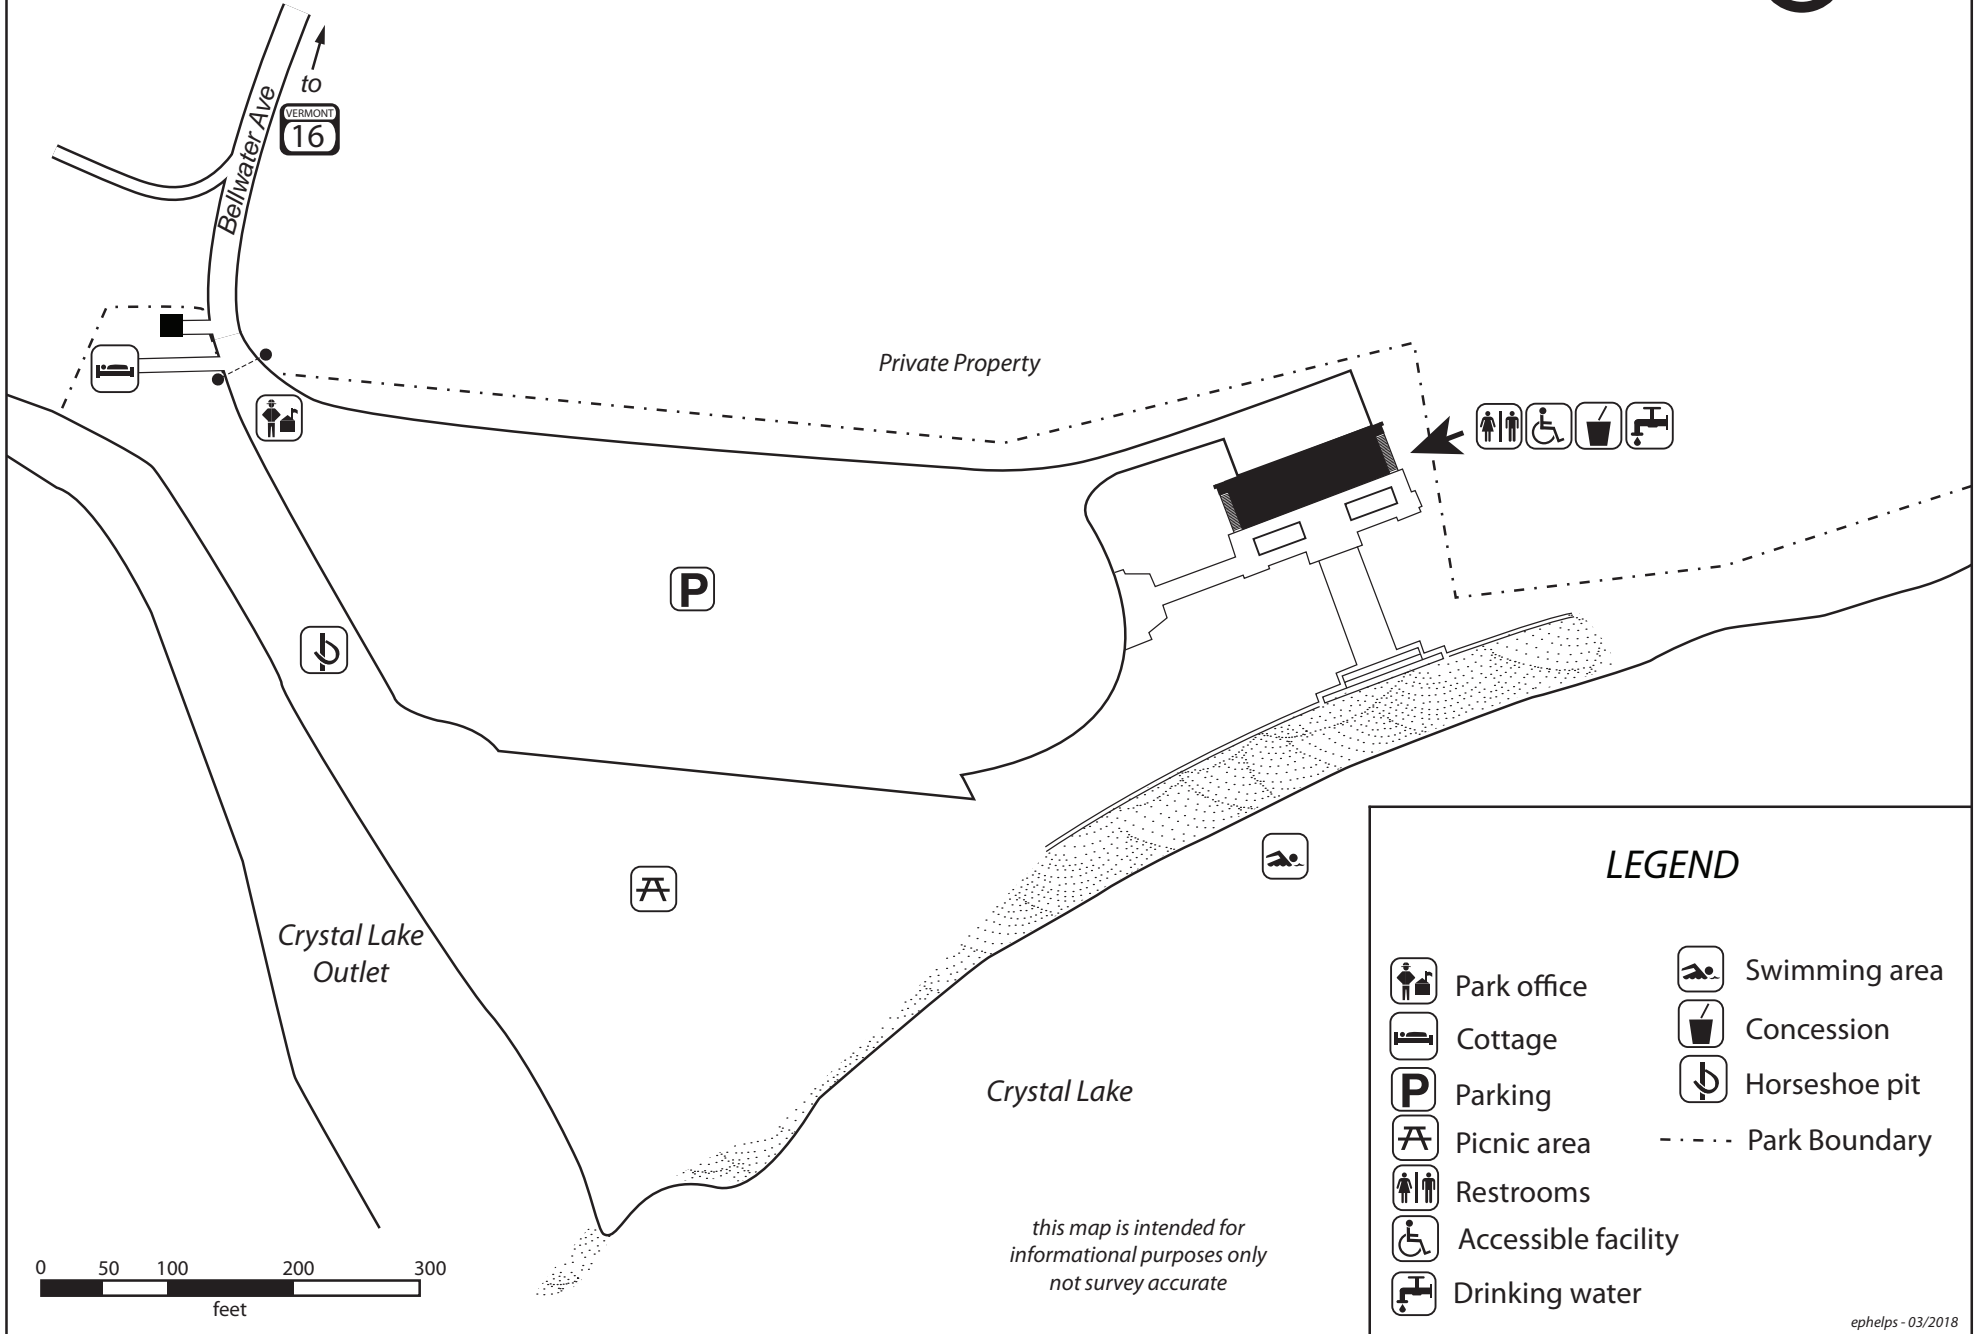 to
VERMONT
16
Bellwater Ave
Private Property
P
Crystal Lake
Outlet
Crystal Lake
this map is intended for
informational purposes only
not survey accurate
0 50 100 200 300
feet
LEGEND
Park office
Cottage
P Parking
Picnic area
Restrooms
Accessible facility
Drinking water
Swimming area
Concession
Horseshoe pit
Park Boundary
ephelps - 03/2018